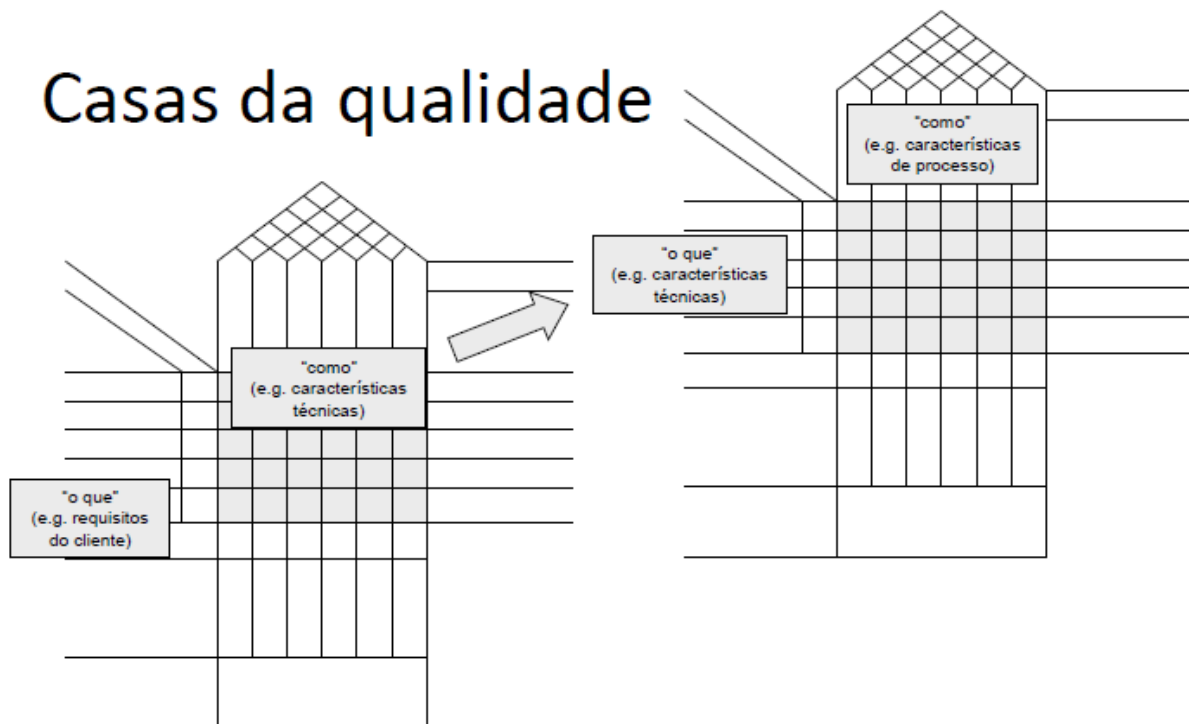 Casas da qualidade
"como"
(e.g. características
de processo)
"o que"
(e.g. características
técnicas)
"como"
(e.g. características
técnicas)
"o que"
(e.g. requisitos
do cliente)